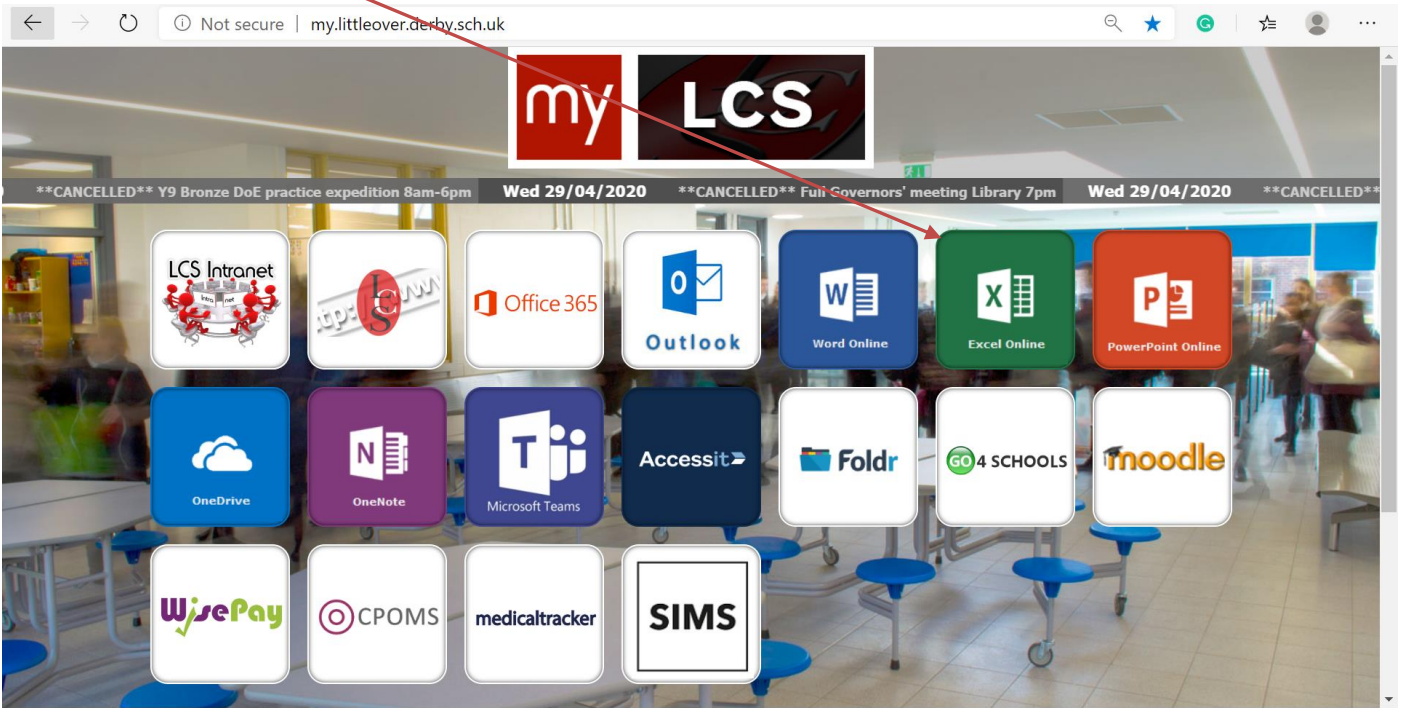 Not secure | my.littleover.derby.sch.uk
my LCS
**CANCELLED** Y9 Bronze DoE practice expedition 8am-6pm Wed 29/04/2020 **CANCELLED** Full Governors' meeting Library 7pm Wed 29/04/2020 **CANCELLED**
LCS Intranet
Intra net
LCS
Office 365
Outlook
Word Online
Excel Online
PowerPoint Online
OneDrive
OneNote
Microsoft Teams
Accessit
Foldr
GO 4 SCHOOLS
moodle
WisePay
CPOMS
medicaltracker
SIMS